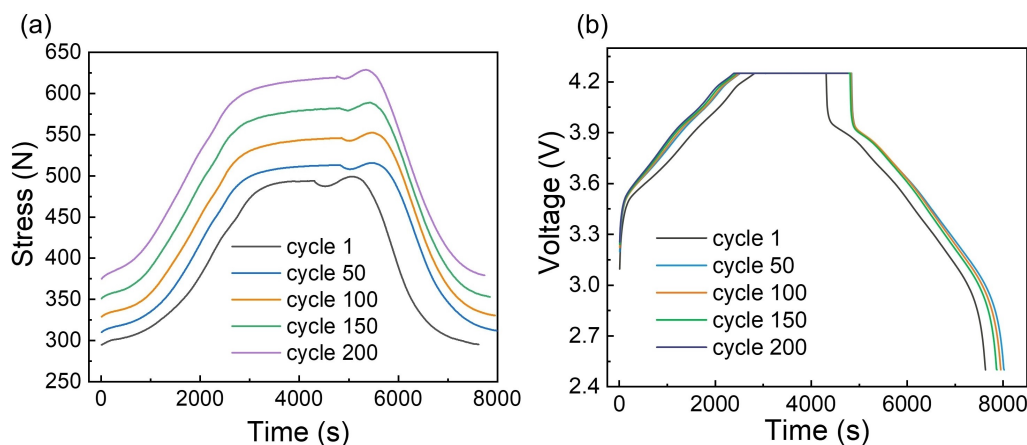 (a)
650
600
550
500
450
400
350
300
250
Stress (N)
cycle 1
cycle 50
cycle 100
cycle 150
cycle 200
0
2000
4000
6000
8000
Time (s)
(b)
4.2
3.9
3.6
3.3
3.0
2.7
2.4
Voltage (V)
cycle 1
cycle 50
cycle 100
cycle 150
cycle 200
0
2000
4000
6000
8000
Time (s)